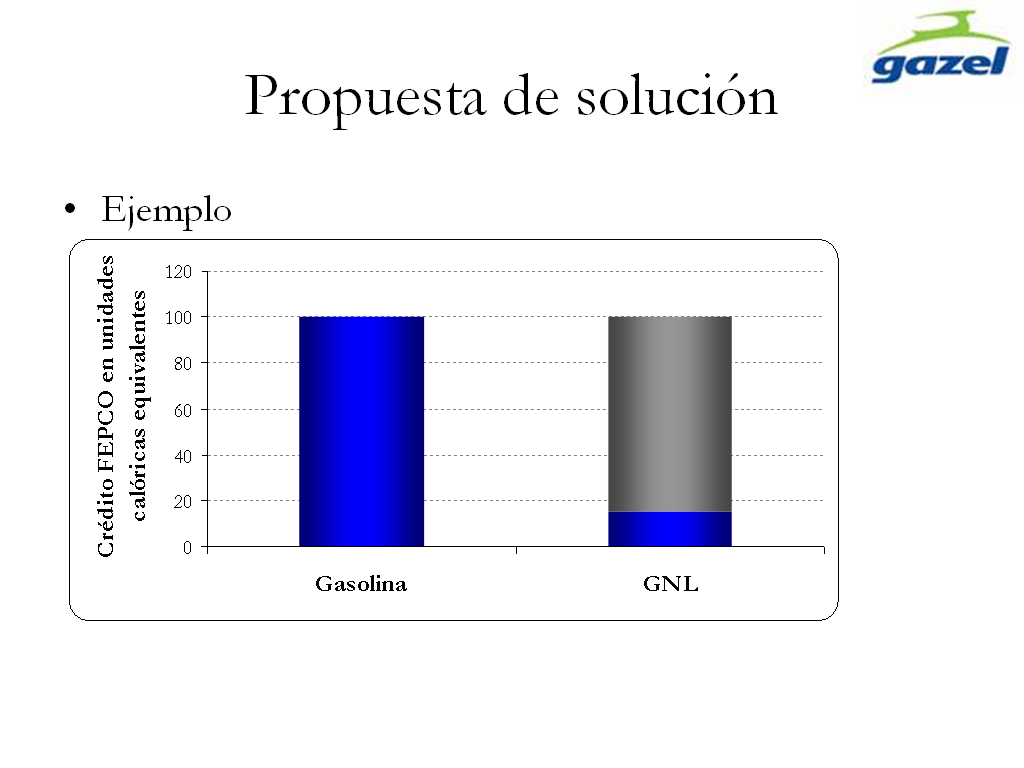 gazel
Propuesta de solución
• Ejemplo
Crédito FEPCO en unidades
calóricas equivalentes
120
100
80
60
40
20
0
Gasolina
GNL